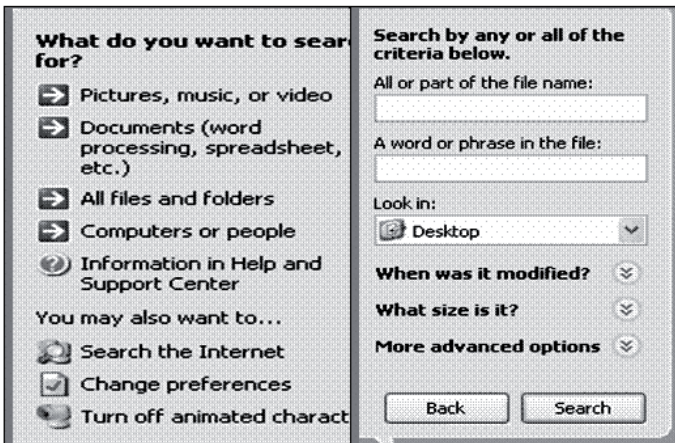 What do you want to sear
for?
Pictures, music, or video
Documents (word
processing, spreadsheet,
etc.)
All files and folders
Computers or people
Information in Help and
Support Center
You may also want to...
Search the Internet
Change preferences
Turn off animated charact
Search by any or all of the
criteria below.
All or part of the file name:
A word or phrase in the file:
Look in:
Desktop
When was it modified?
What size is it?
More advanced options
Back
Search